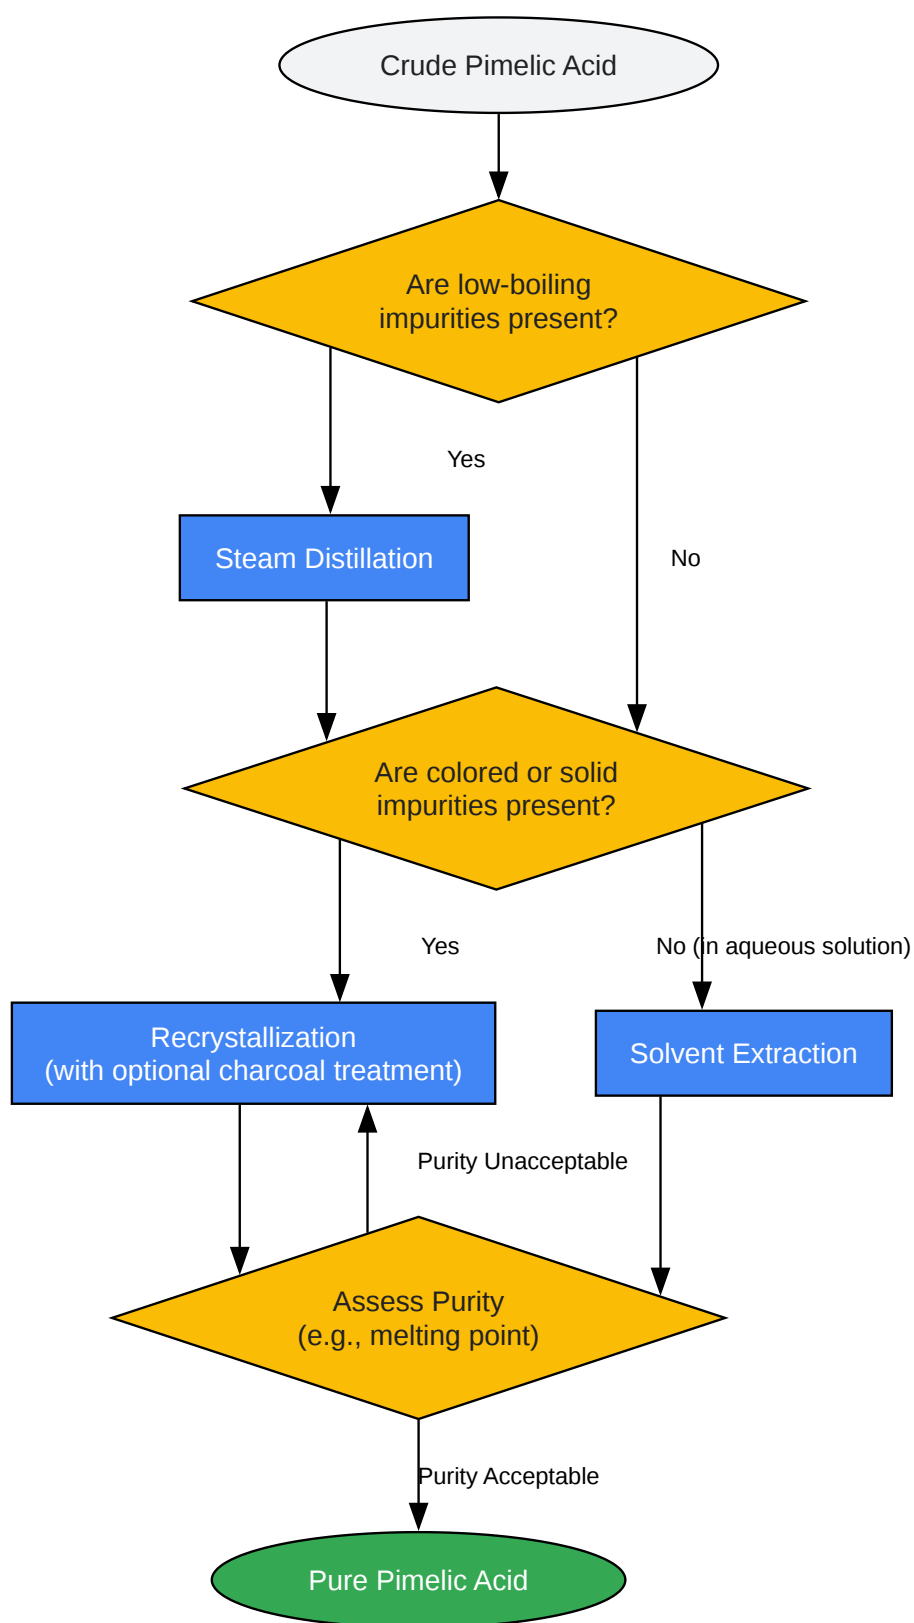 Crude Pimelic Acid
Are low-boiling
impurities present?
Yes
Steam Distillation
No
Are colored or solid
impurities present?
Yes
No (in aqueous solution)
Recrystallization
(with optional charcoal treatment)
Solvent Extraction
Purity Unacceptable
Assess Purity
(e.g., melting point)
Purity Acceptable
Pure Pimelic Acid